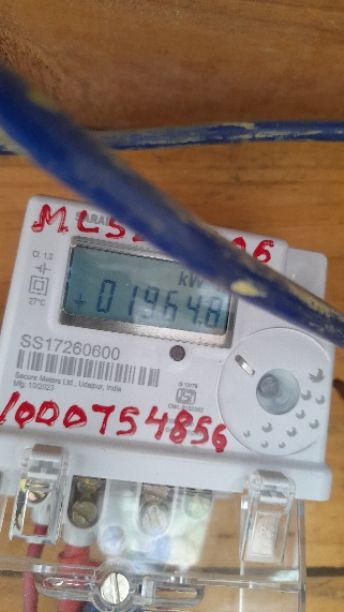 Cl 1.0
27°C
kW
+01964.8
SS17260600
Secure Meters Ltd., Udaipur, India
Mfg. 10/2023
1000754856